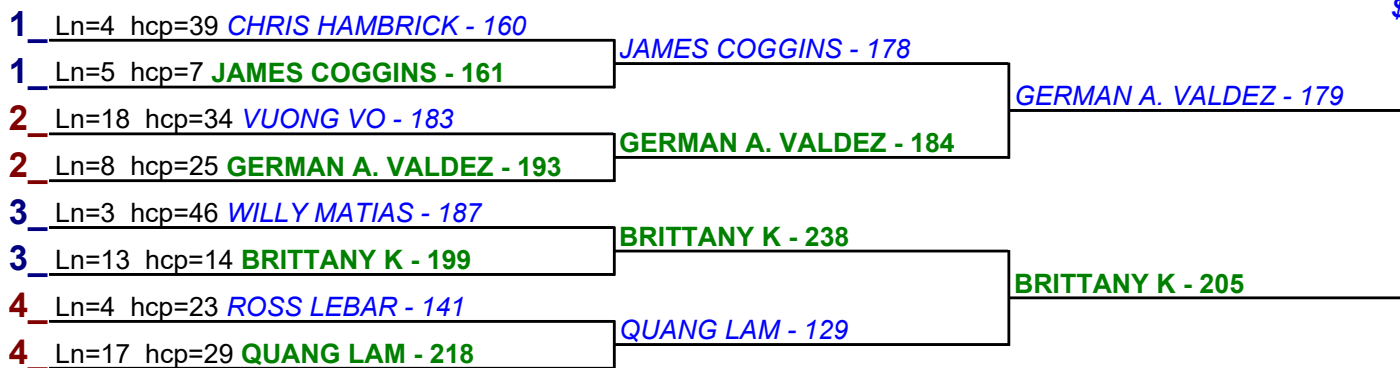 1_ Ln=4 hcp=39 CHRIS HAMBRICK - 160
JAMES COGGINS - 178
1_ Ln=5 hcp=7 JAMES COGGINS - 161
GERMAN A. VALDEZ - 179
2_ Ln=18 hcp=34 VUONG VO - 183
GERMAN A. VALDEZ - 184
2_ Ln=8 hcp=25 GERMAN A. VALDEZ - 193
3_ Ln=3 hcp=46 WILLY MATIAS - 187
BRITTANY K - 238
3_ Ln=13 hcp=14 BRITTANY K - 199
BRITTANY K - 205
4_ Ln=4 hcp=23 ROSS LEBAR - 141
QUANG LAM - 129
4_ Ln=17 hcp=29 QUANG LAM - 218